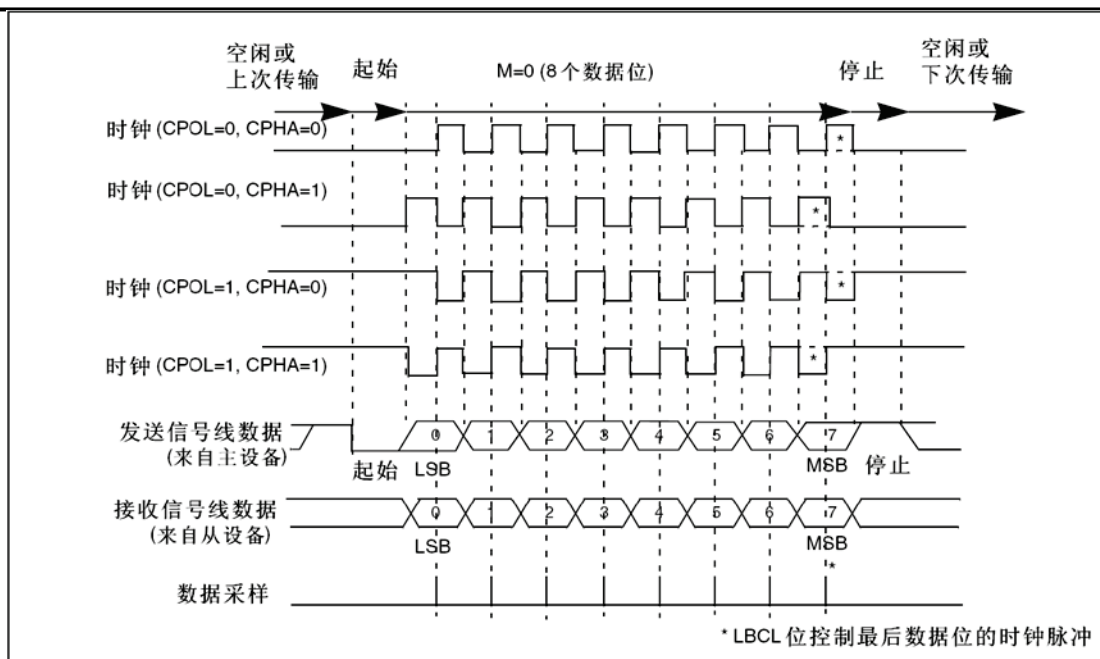 空闲或
上次传输
起始
M=0 (8个数据位)
停止
空闲或
下次传输
时钟 (CPOL=0, CPHA=0)
*
时钟 (CPOL=0, CPHA=1)
*
时钟 (CPOL=1, CPHA=0)
*
时钟 (CPOL=1, CPHA=1)
*
发送信号线数据
(来自主设备)
0 1 2 3 4 5 6 7
起始
LSB
MSB
停止
接收信号线数据
(来自从设备)
0 1 2 3 4 5 6 7
LSB
MSB
*
数据采样
* LBCL 位控制最后数据位的时钟脉冲